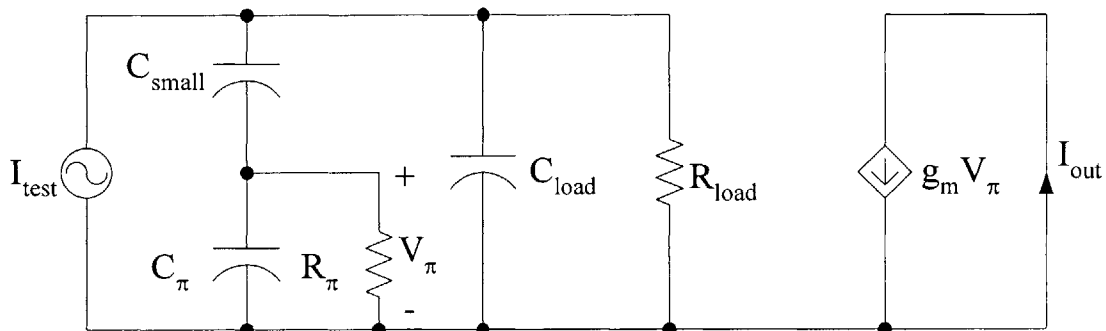 C_small
I_test
+
C_load
R_load
g_m V_π
I_out
C_π
R_π
V_π
-